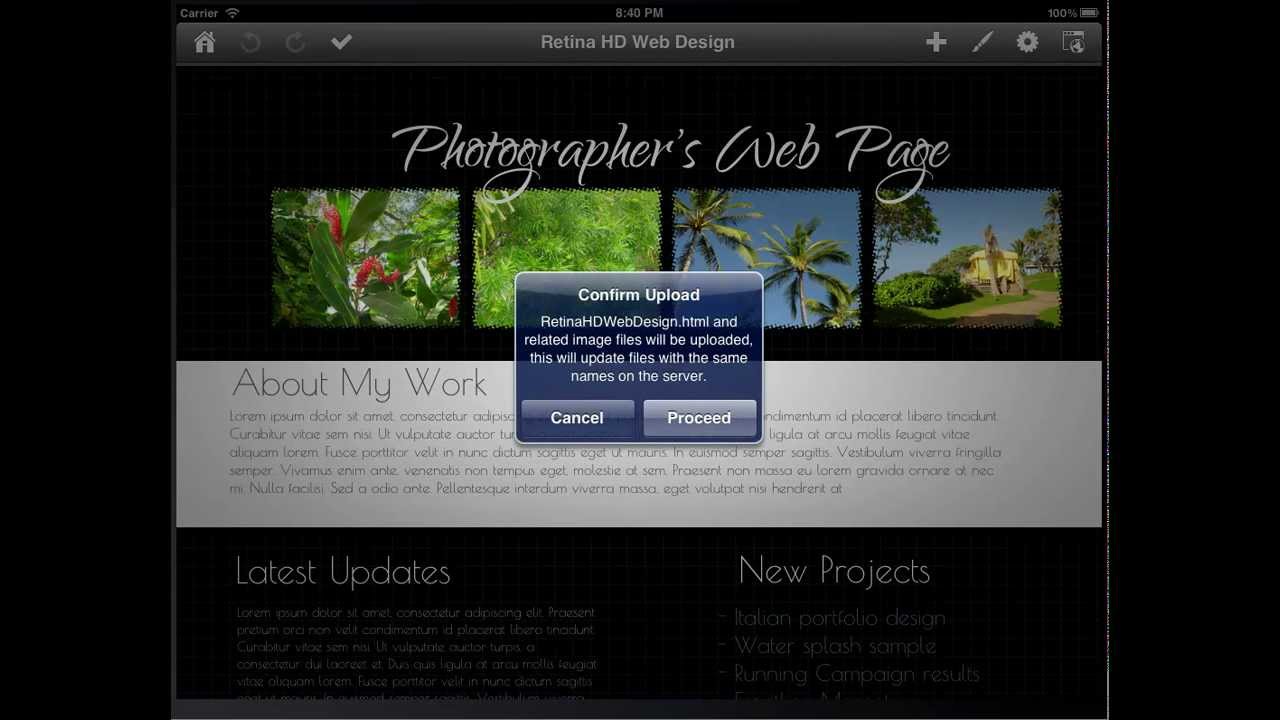 Carrier 8:40 PM 100%
Retina HD Web Design
Photographer's Web Page
Confirm Upload
RetinaHDWebDesign.html and
related image files will be uploaded,
this will update files with the same
names on the server.
Cancel Proceed
About My Work
Lorem ipsum dolor sit amet, consectetur condimentum id placerat libero tincidunt.
Curabitur vitae sem nisi. Ut vulputate auctor ligula at arcu mollis feugiat vitae
aliquam lorem. Fusce porttitor velit in nunc dictum sagittis eget ut mauris. In euismod semper sagittis. Vestibulum viverra fringilla
semper. Vivamus enim ante, venenatis non tempus eget, molestie at sem. Praesent non massa eu lorem gravida ornare at nec
mi. Nulla facilisi. Sed a odio ante. Pellentesque interdum viverra massa, eget volutpat nisi hendrerit at
Latest Updates
Lorem ipsum dolor sit amet, consectetur adipiscing elit. Praesent
pretium orci non velit condimentum id placerat libero tincidunt.
Curabitur vitae sem nisi. Ut vulputate auctor turpis, a
consectetur dui laoreet et. Duis quis ligula at arcu mollis feugiat
vitae aliquam lorem. Fusce porttitor velit in nunc dictum sagittis
eget ut mauris. In euismod semper sagittis. Vestibulum viverra
New Projects
- Italian portfolio design
- Water splash sample
- Running Campaign results